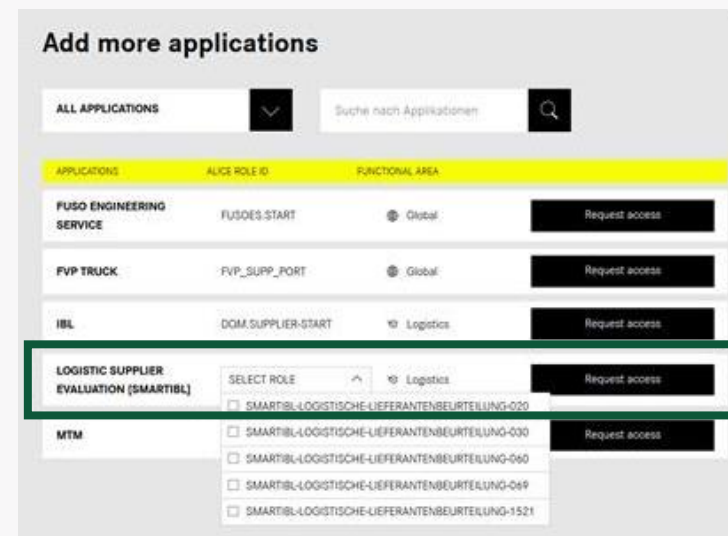 Add more applications
ALL APPLICATIONS
Suche nach Applikationen
APPLICATIONS ALICE ROLE ID FUNCTIONAL AREA
FUSO ENGINEERING
SERVICE
FUSOES.START Global Request access
FVP TRUCK FVP_SUPP_PORT Global Request access
IBL DOM.SUPPLIER-START Logistics Request access
LOGISTIC SUPPLIER
EVALUATION [SMARTIBL]
SELECT ROLE Logistics Request access
SMARTIBL-LOGISTISCHE-LIEFERANTENBEURTEILUNG-020
MTM Request access
SMARTIBL-LOGISTISCHE-LIEFERANTENBEURTEILUNG-030
SMARTIBL-LOGISTISCHE-LIEFERANTENBEURTEILUNG-060
SMARTIBL-LOGISTISCHE-LIEFERANTENBEURTEILUNG-069
SMARTIBL-LOGISTISCHE-LIEFERANTENBEURTEILUNG-1521